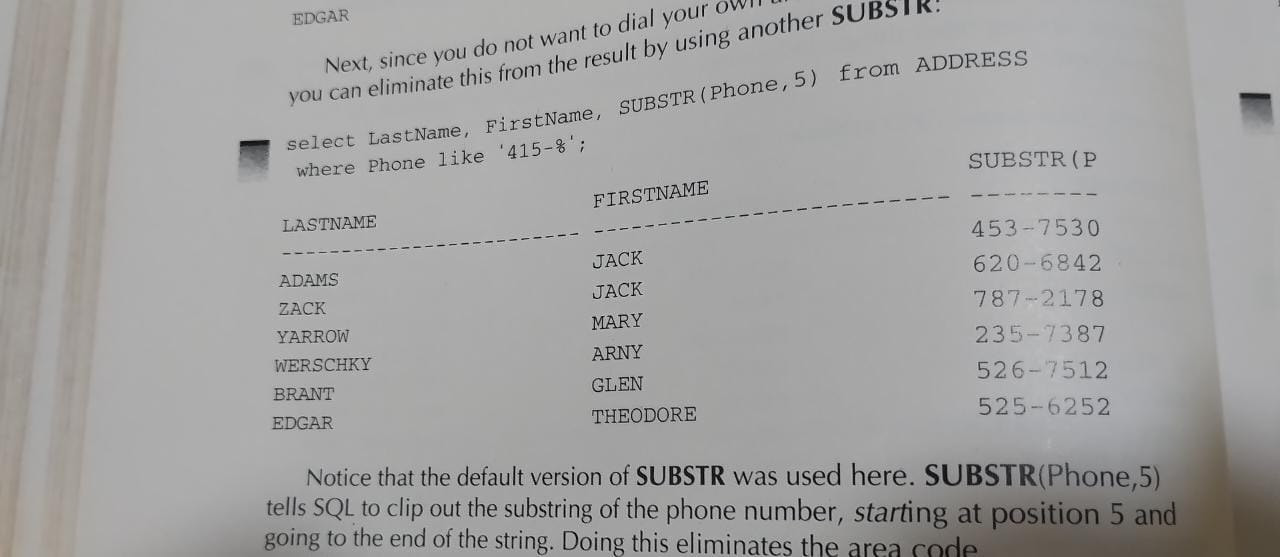 EDGAR
Next, since you do not want to dial your own
you can eliminate this from the result by using another SUBSTR:
select LastName, FirstName, SUBSTR(Phone,5) from ADDRESS
where Phone like '415-%';
LASTNAME FIRSTNAME SUBSTR(P
------------------------- ------------------------- --------
ADAMS JACK 453-7530
ZACK JACK 620-6842
YARROW MARY 787-2178
WERSCHKY ARNY 235-7387
BRANT GLEN 526-7512
EDGAR THEODORE 525-6252
Notice that the default version of SUBSTR was used here. SUBSTR(Phone,5)
tells SQL to clip out the substring of the phone number, starting at position 5 and
going to the end of the string. Doing this eliminates the area code